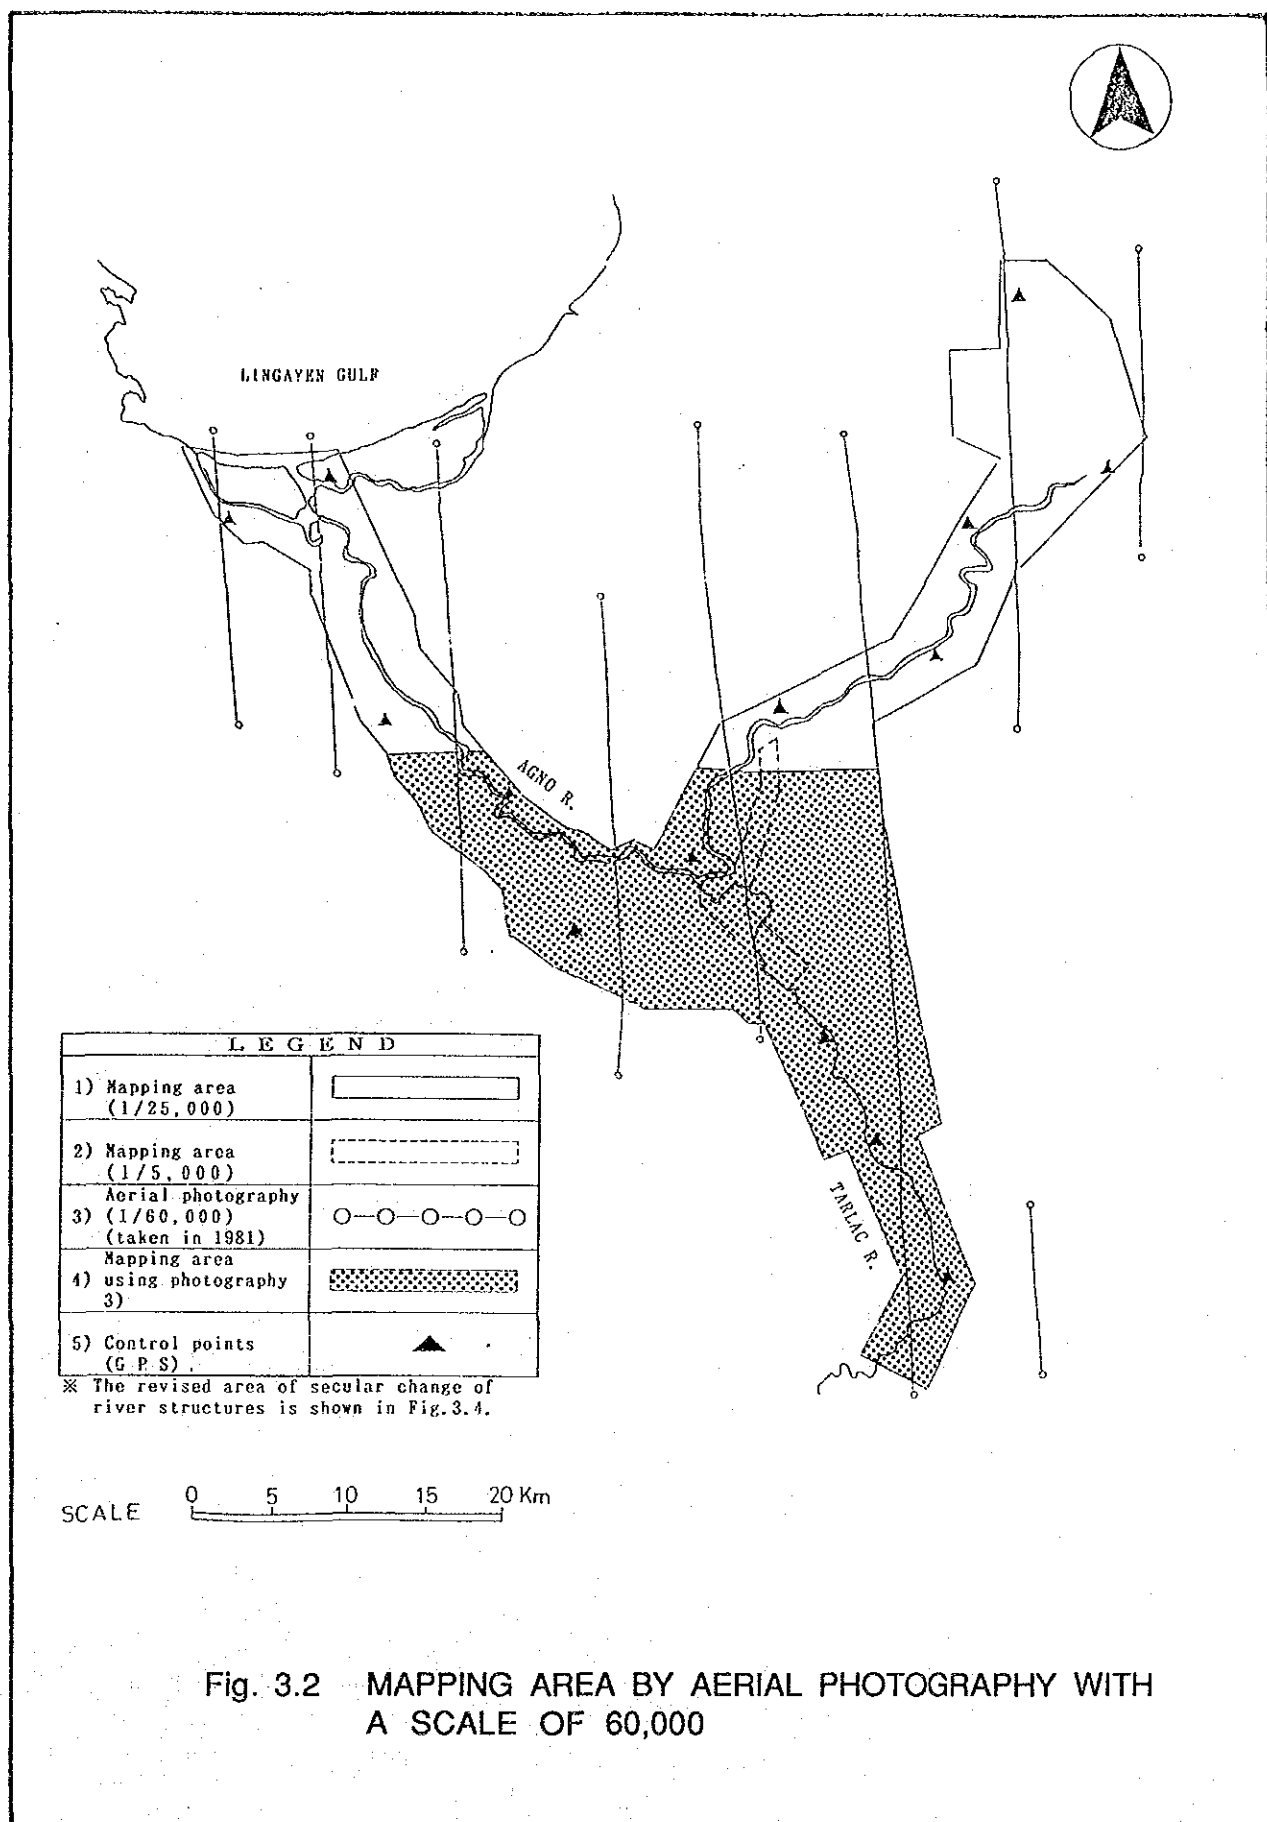 LINGAYEN GULF
AGNO R.
TARLAC R.
LEGEND
1) Mapping area
(1/25,000)
2) Mapping area
(1/5,000)
Aerial photography
3) (1/60,000)
(taken in 1981)
Mapping area
4) using photography
3)
5) Control points
(G P S)
※ The revised area of secular change of
river structures is shown in Fig.3.4.
SCALE 0 5 10 15 20 Km
Fig. 3.2 MAPPING AREA BY AERIAL PHOTOGRAPHY WITH
A SCALE OF 60,000